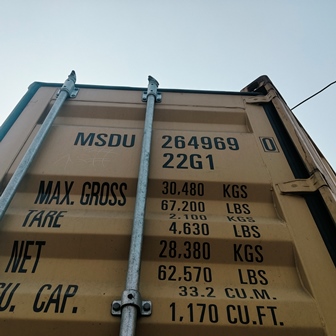 MSDU 264969 0
22G1
MAX. GROSS 30.480 KGS
67.200 LBS
TARE 2.100 KGS
4.630 LBS
NET 28.380 KGS
62.570 LBS
CU. CAP. 33.2 CU.M.
1,170 CU.FT.